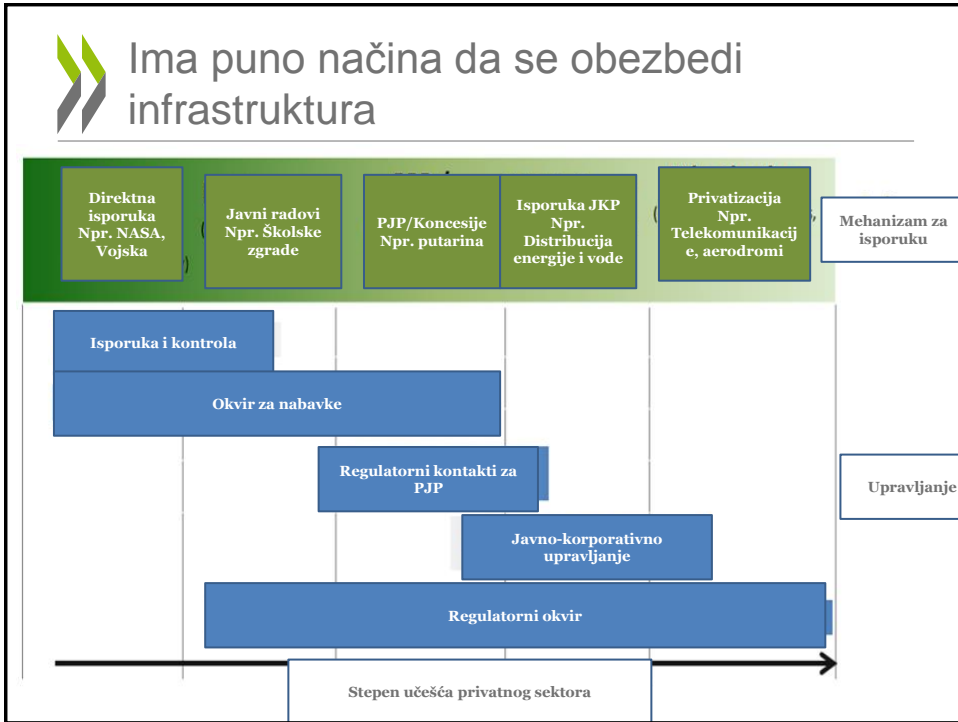 Ima puno načina da se obezbedi
infrastruktura
Direktna
isporuka
Npr. NASA,
Vojska
Javni radovi
Npr. Školske
zgrade
PJP/Koncesije
Npr. putarina
Isporuka JKP
Npr.
Distribucija
energije i vode
Privatizacija
Npr.
Telekomunikacij
e, aerodromi
Mehanizam za
isporuku
Isporuka i kontrola
Okvir za nabavke
Regulatorni kontakti za
PJP
Upravljanje
Javno-korporativno
upravljanje
Regulatorni okvir
Stepen učešća privatnog sektora